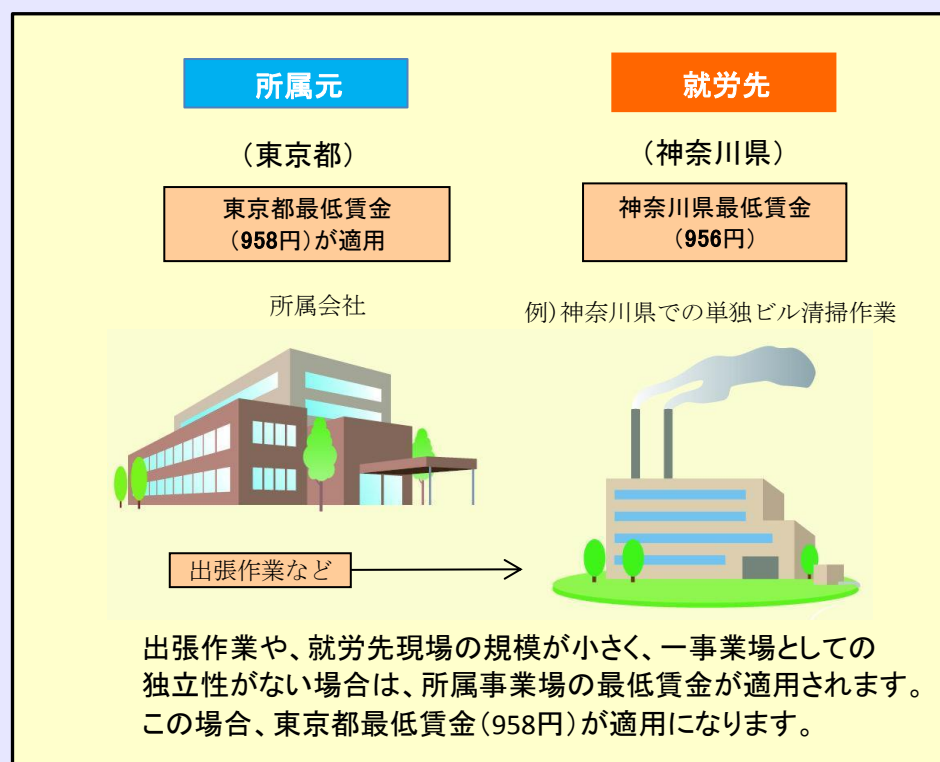 所属元
就労先
（東京都）
（神奈川県）
東京都最低賃金
（958円）が適用
神奈川県最低賃金
（956円）
所属会社
例）神奈川県での単独ビル清掃作業
出張作業など
出張作業や、就労先現場の規模が小さく、一事業場としての
独立性がない場合は、所属事業場の最低賃金が適用されます。
この場合、東京都最低賃金（958円）が適用になります。